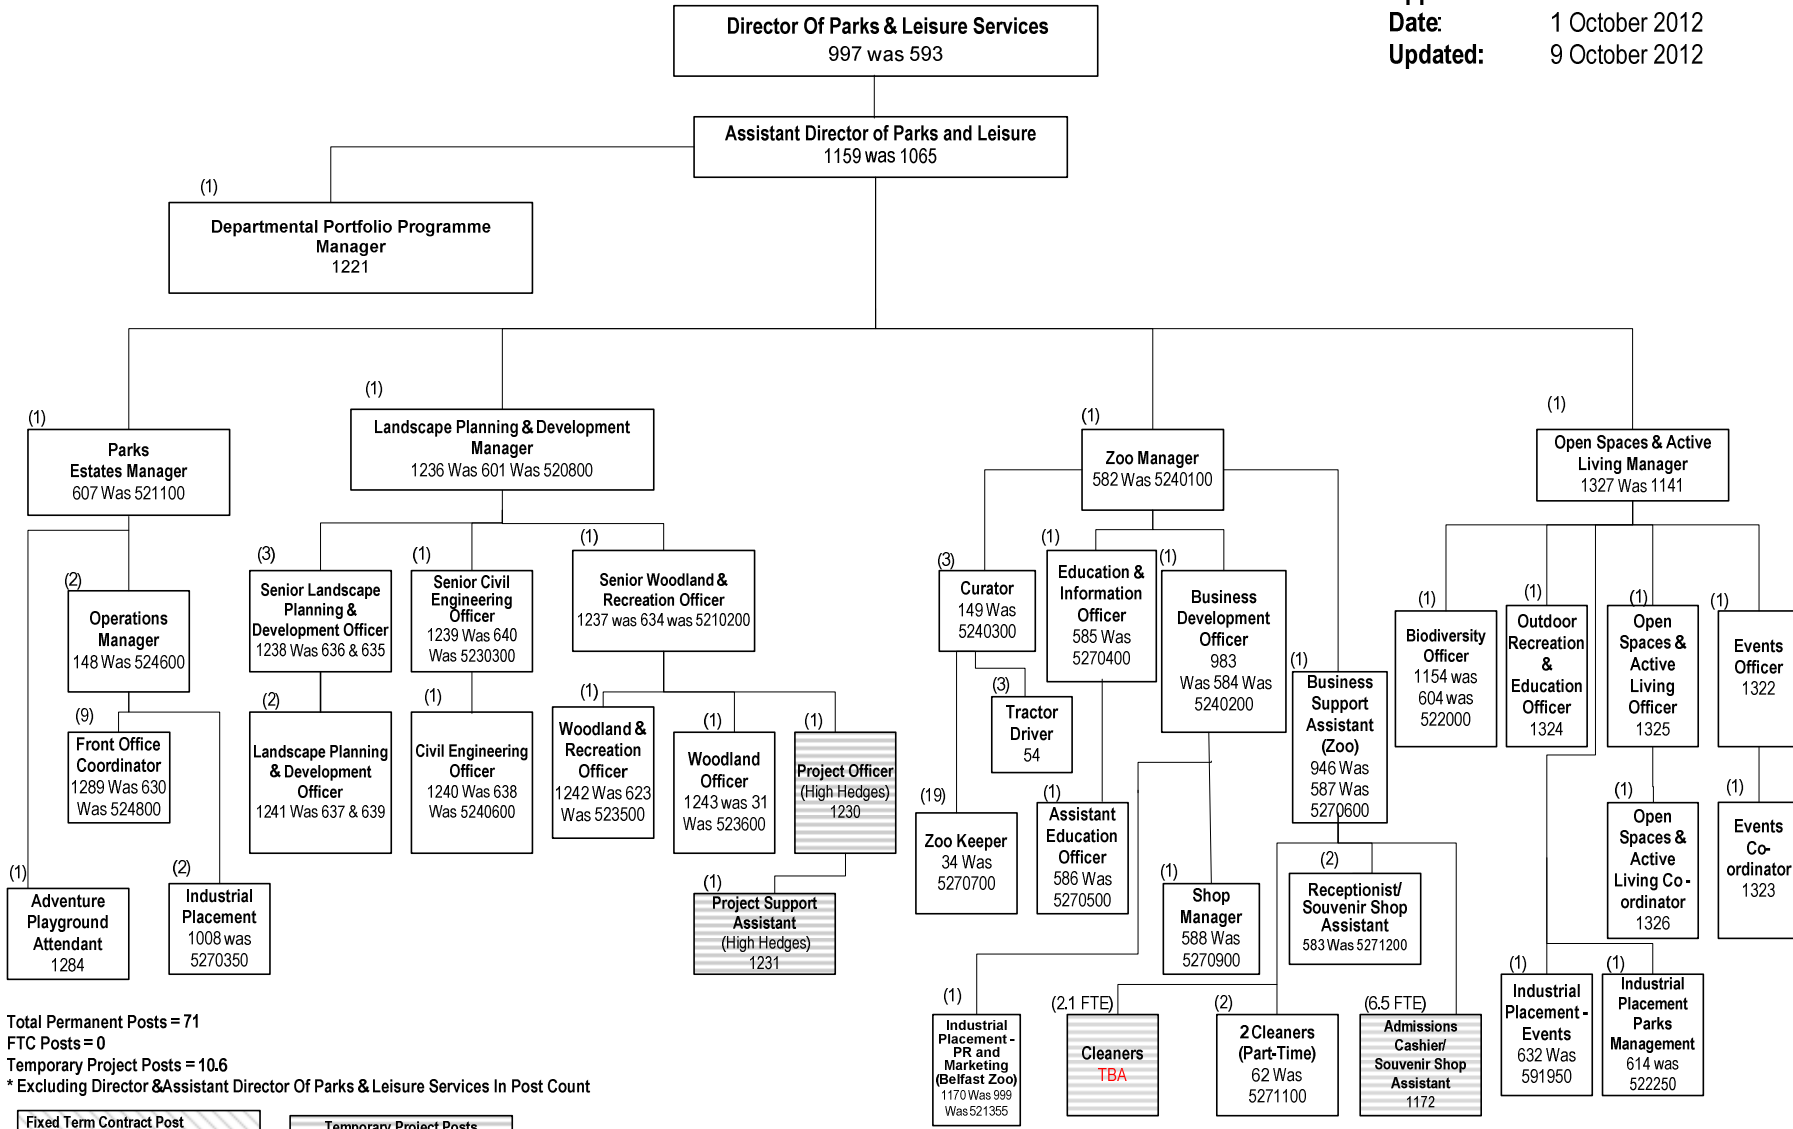 Date: 1 October 2012
Updated: 9 October 2012
Director Of Parks & Leisure Services
997 was 593
Assistant Director of Parks and Leisure
1159 was 1065
(1)
Departmental Portfolio Programme
Manager
1221
(1)
Parks
Estates Manager
607 Was 521100
(1)
Landscape Planning & Development
Manager
1236 Was 601 Was 520800
(1)
Zoo Manager
582 Was 5240100
(1)
Open Spaces & Active
Living Manager
1327 Was 1141
(2)
Operations
Manager
148 Was 524600
(3)
Senior Landscape
Planning &
Development Officer
1238 Was 636 & 635
(1)
Senior Civil
Engineering
Officer
1239 Was 640
Was 5230300
(1)
Senior Woodland &
Recreation Officer
1237 was 634 was 5210200
(3)
Curator
149 Was
5240300
(1)
Education &
Information
Officer
585 Was
5270400
(1)
Business
Development
Officer
983
Was 584 Was
5240200
(1)
Business
Support
Assistant
(Zoo)
946 Was
587 Was
5270600
(1)
Biodiversity
Officer
1154 was
604 was
522000
(1)
Outdoor
Recreation
&
Education
Officer
1324
(1)
Open
Spaces &
Active
Living
Officer
1325
(1)
Events
Officer
1322
(9)
Front Office
Coordinator
1289 Was 630
Was 524800
(2)
Landscape Planning
& Development
Officer
1241 Was 637 & 639
(1)
Civil Engineering
Officer
1240 Was 638
Was 5240600
(1)
Woodland &
Recreation
Officer
1242 Was 623
Was 523500
(1)
Woodland
Officer
1243 was 31
Was 523600
(1)
Project Officer
(High Hedges)
1230
(3)
Tractor
Driver
54
(19)
Zoo Keeper
34 Was
5270700
(1)
Assistant
Education
Officer
586 Was
5270500
(1)
Shop
Manager
588 Was
5270900
(2)
Receptionist/
Souvenir Shop
Assistant
583 Was 5271200
(1)
Open
Spaces &
Active
Living Co-
ordinator
1326
(1)
Events
Co-
ordinator
1323
(1)
Adventure
Playground
Attendant
1284
(2)
Industrial
Placement
1008 was
5270350
(1)
Project Support
Assistant
(High Hedges)
1231
(1)
Industrial
Placement -
PR and
Marketing
(Belfast Zoo)
1170 Was 999
Was 521355
(2.1 FTE)
Cleaners
TBA
(2)
2 Cleaners
(Part-Time)
62 Was
5271100
(6.5 FTE)
Admissions
Cashier/
Souvenir Shop
Assistant
1172
(1)
Industrial
Placement -
Events
632 Was
591950
(1)
Industrial
Placement
Parks
Management
614 was
522250
Total Permanent Posts = 71
FTC Posts = 0
Temporary Project Posts = 10.6
* Excluding Director & Assistant Director Of Parks & Leisure Services In Post Count
Fixed Term Contract Post
Temporary Project Posts